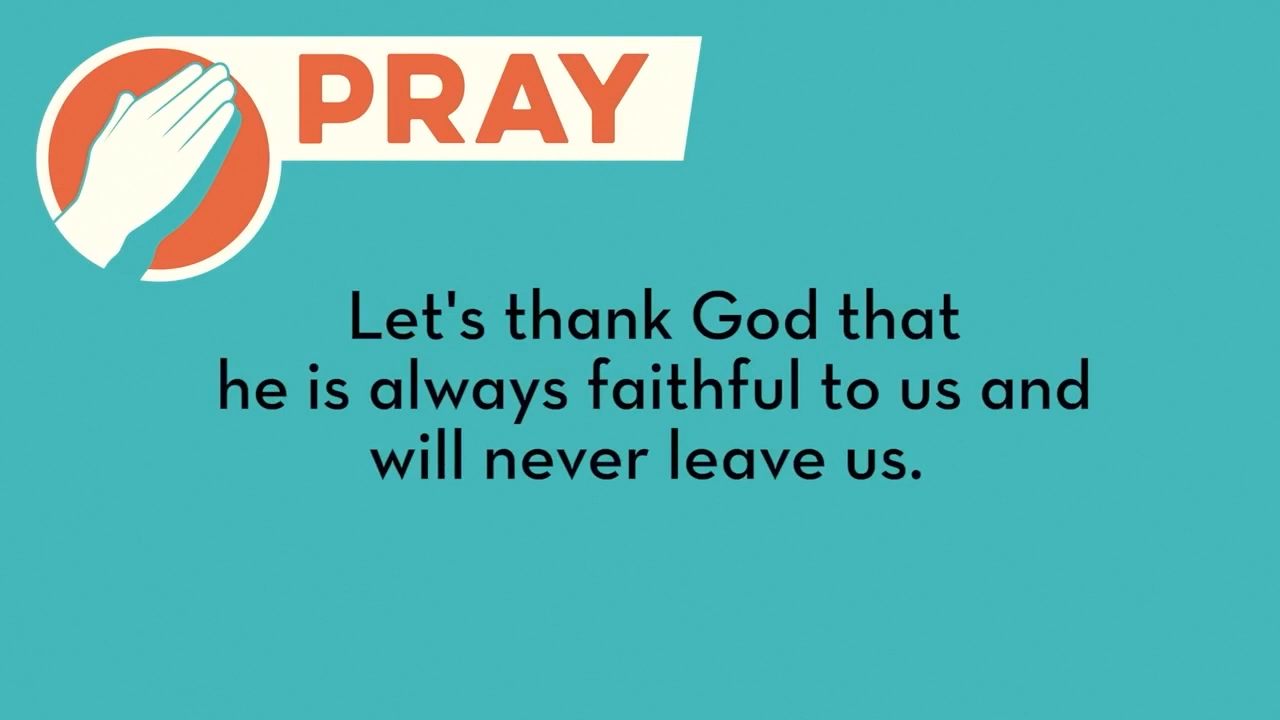 PRAY
Let's thank God that
he is always faithful to us and
will never leave us.